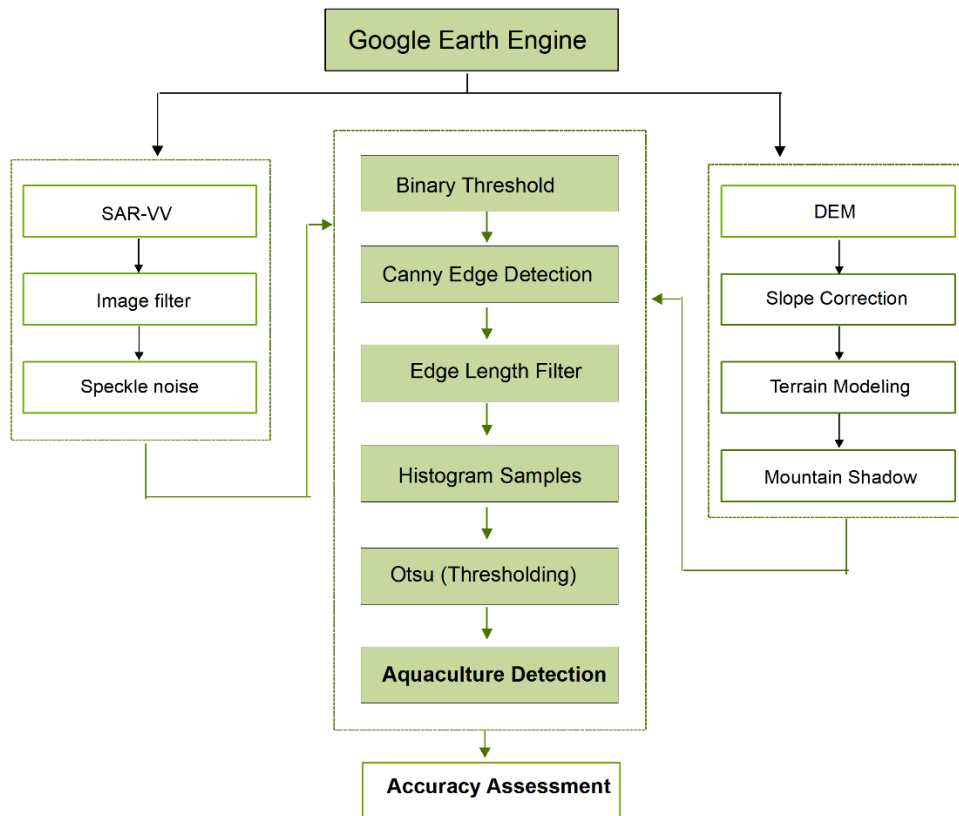 Google Earth Engine
SAR-VV
Image filter
Speckle noise
Binary Threshold
Canny Edge Detection
Edge Length Filter
Histogram Samples
Otsu (Thresholding)
Aquaculture Detection
DEM
Slope Correction
Terrain Modeling
Mountain Shadow
Accuracy Assessment